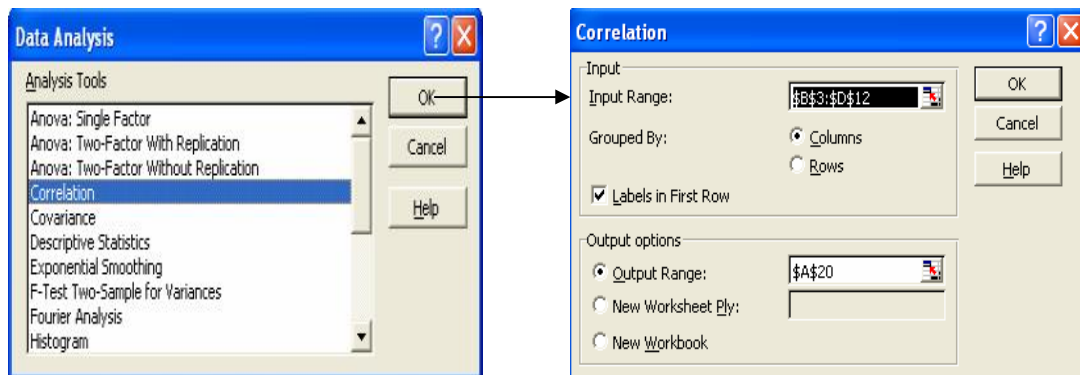 Data Analysis
Analysis Tools
Anova: Single Factor
Anova: Two-Factor With Replication
Anova: Two-Factor Without Replication
Correlation
Covariance
Descriptive Statistics
Exponential Smoothing
F-Test Two-Sample for Variances
Fourier Analysis
Histogram
OK
Cancel
Help
Correlation
Input
Input Range: $B$3:$D$12
Grouped By: Columns
Rows
Labels in First Row
Output options
Output Range: $A$20
New Worksheet Ply:
New Workbook
OK
Cancel
Help